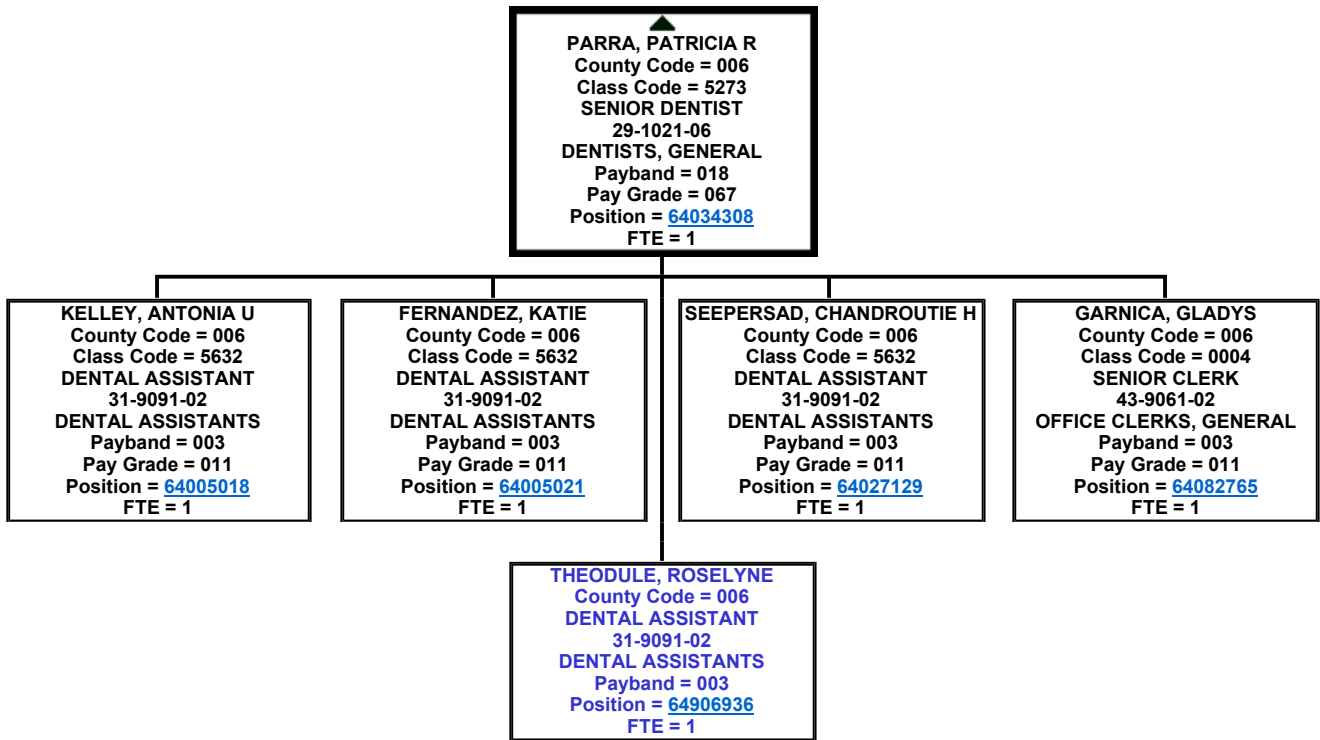 PARRA, PATRICIA R
County Code = 006
Class Code = 5273
SENIOR DENTIST
29-1021-06
DENTISTS, GENERAL
Payband = 018
Pay Grade = 067
Position = 64034308
FTE = 1
KELLEY, ANTONIA U
County Code = 006
Class Code = 5632
DENTAL ASSISTANT
31-9091-02
DENTAL ASSISTANTS
Payband = 003
Pay Grade = 011
Position = 64005018
FTE = 1
FERNANDEZ, KATIE
County Code = 006
Class Code = 5632
DENTAL ASSISTANT
31-9091-02
DENTAL ASSISTANTS
Payband = 003
Pay Grade = 011
Position = 64005021
FTE = 1
SEEPERSAD, CHANDROUTIE H
County Code = 006
Class Code = 5632
DENTAL ASSISTANT
31-9091-02
DENTAL ASSISTANTS
Payband = 003
Pay Grade = 011
Position = 64027129
FTE = 1
GARNICA, GLADYS
County Code = 006
Class Code = 0004
SENIOR CLERK
43-9061-02
OFFICE CLERKS, GENERAL
Payband = 003
Pay Grade = 011
Position = 64082765
FTE = 1
THEODULE, ROSELYNE
County Code = 006
DENTAL ASSISTANT
31-9091-02
DENTAL ASSISTANTS
Payband = 003
Position = 64906936
FTE = 1